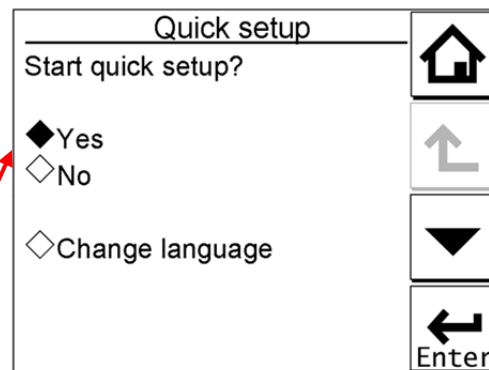 Quick setup
Start quick setup?
Yes
No
Change language
Enter